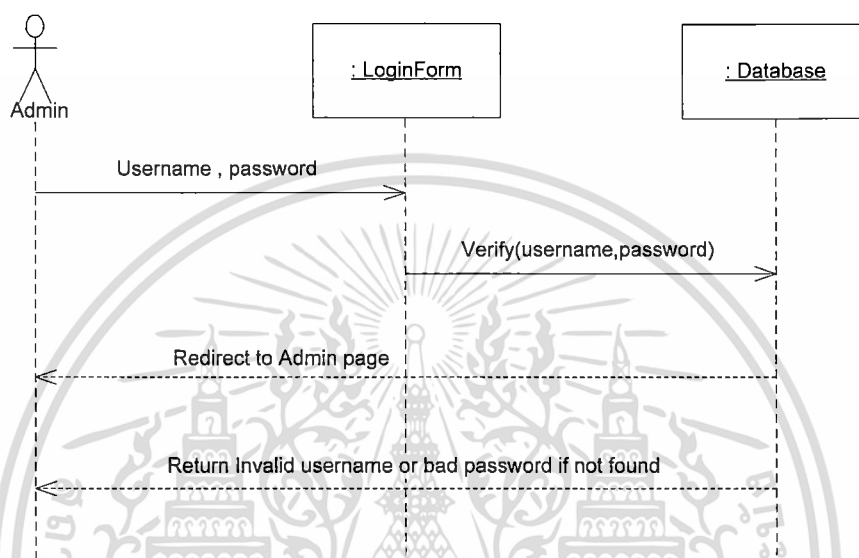 Admin
: LoginForm
: Database
Username , password
Verify(username,password)
Redirect to Admin page
Return Invalid username or bad password if not found